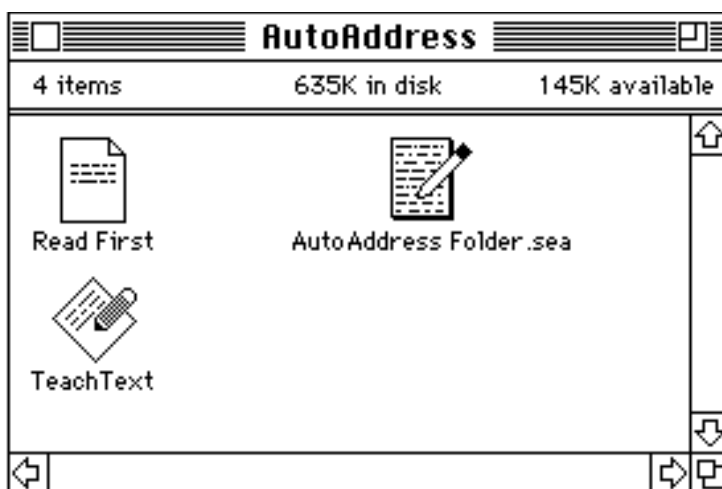 AutoAddress
4 items 635K in disk 145K available
Read First AutoAddress Folder.sea
TeachText